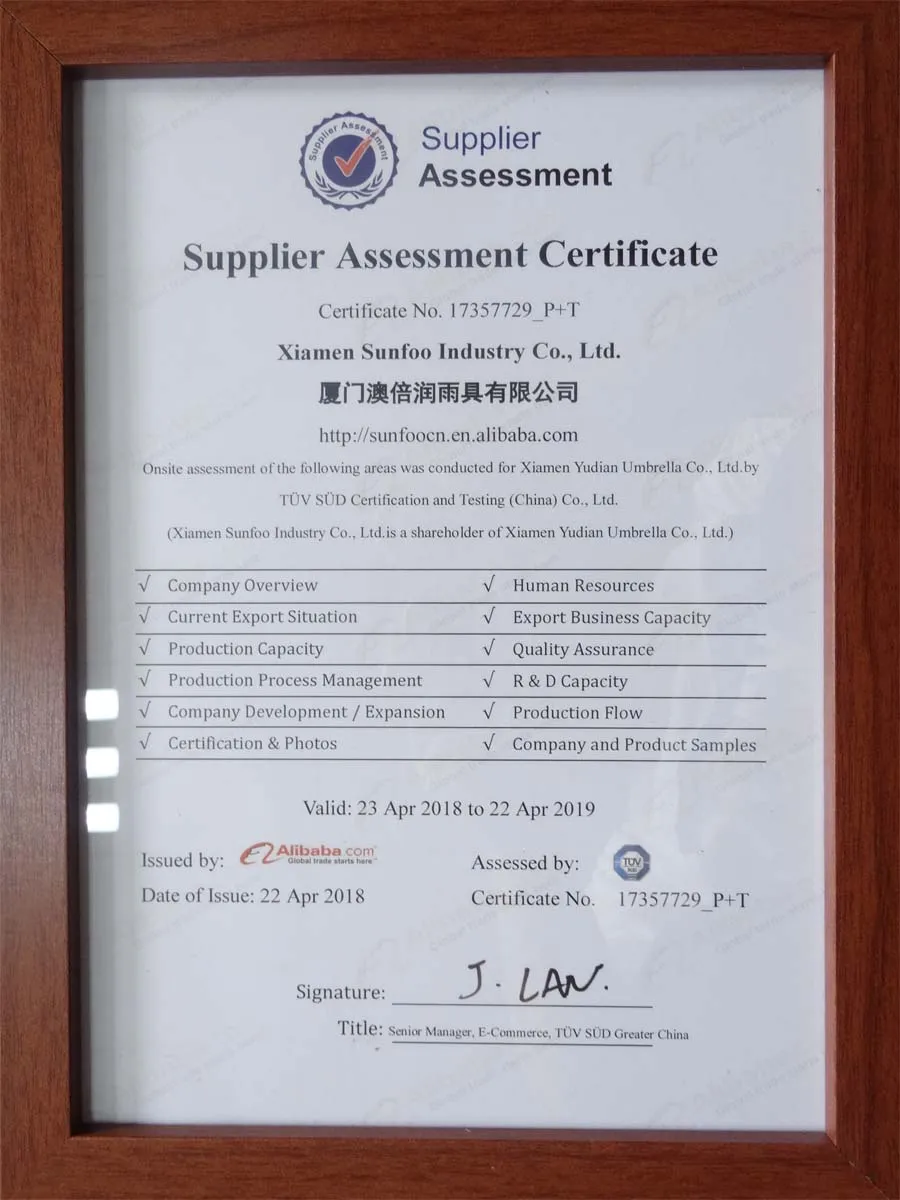 Supplier Assessment
Supplier
Assessment
Supplier Assessment Certificate
Certificate No. 17357729_P+T
Xiamen Sunfoo Industry Co., Ltd.
厦门澳倍润雨具有限公司
http://sunfoocn.en.alibaba.com
Onsite assessment of the following areas was conducted for Xiamen Yudian Umbrella Co., Ltd.by
TÜV SÜD Certification and Testing (China) Co., Ltd.
(Xiamen Sunfoo Industry Co., Ltd.is a shareholder of Xiamen Yudian Umbrella Co., Ltd.)
√ Company Overview √ Human Resources
√ Current Export Situation √ Export Business Capacity
√ Production Capacity √ Quality Assurance
√ Production Process Management √ R & D Capacity
√ Company Development / Expansion √ Production Flow
√ Certification & Photos √ Company and Product Samples
Valid: 23 Apr 2018 to 22 Apr 2019
Issued by: Alibaba.com Assessed by: TÜV
Global trade starts here™
Date of Issue: 22 Apr 2018 Certificate No. 17357729_P+T
Signature: J. LAN.
Title: Senior Manager, E-Commerce, TÜV SÜD Greater China